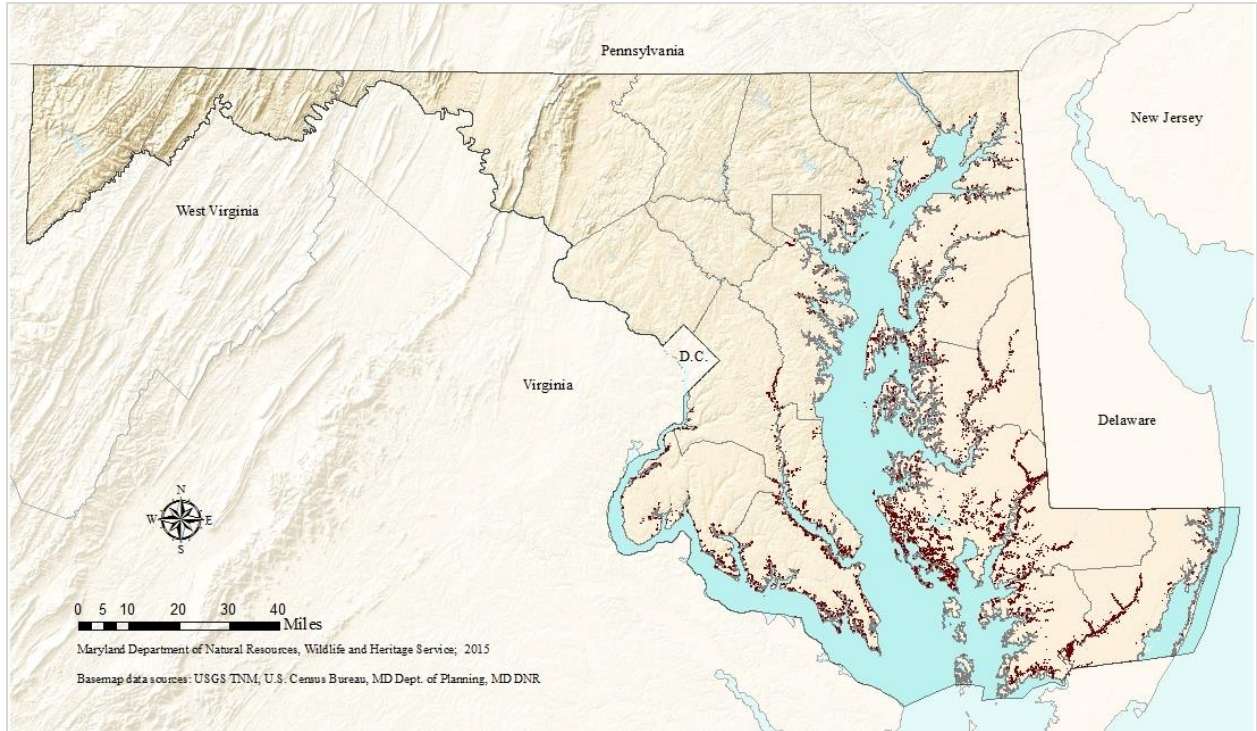 Pennsylvania
New Jersey
West Virginia
D.C.
Virginia
Delaware
N
W E
S
0 5 10 20 30 40
Miles
Maryland Department of Natural Resources, Wildlife and Heritage Service; 2015
Basemap data sources: USGS TNM, U.S. Census Bureau, MD Dept. of Planning, MD DNR